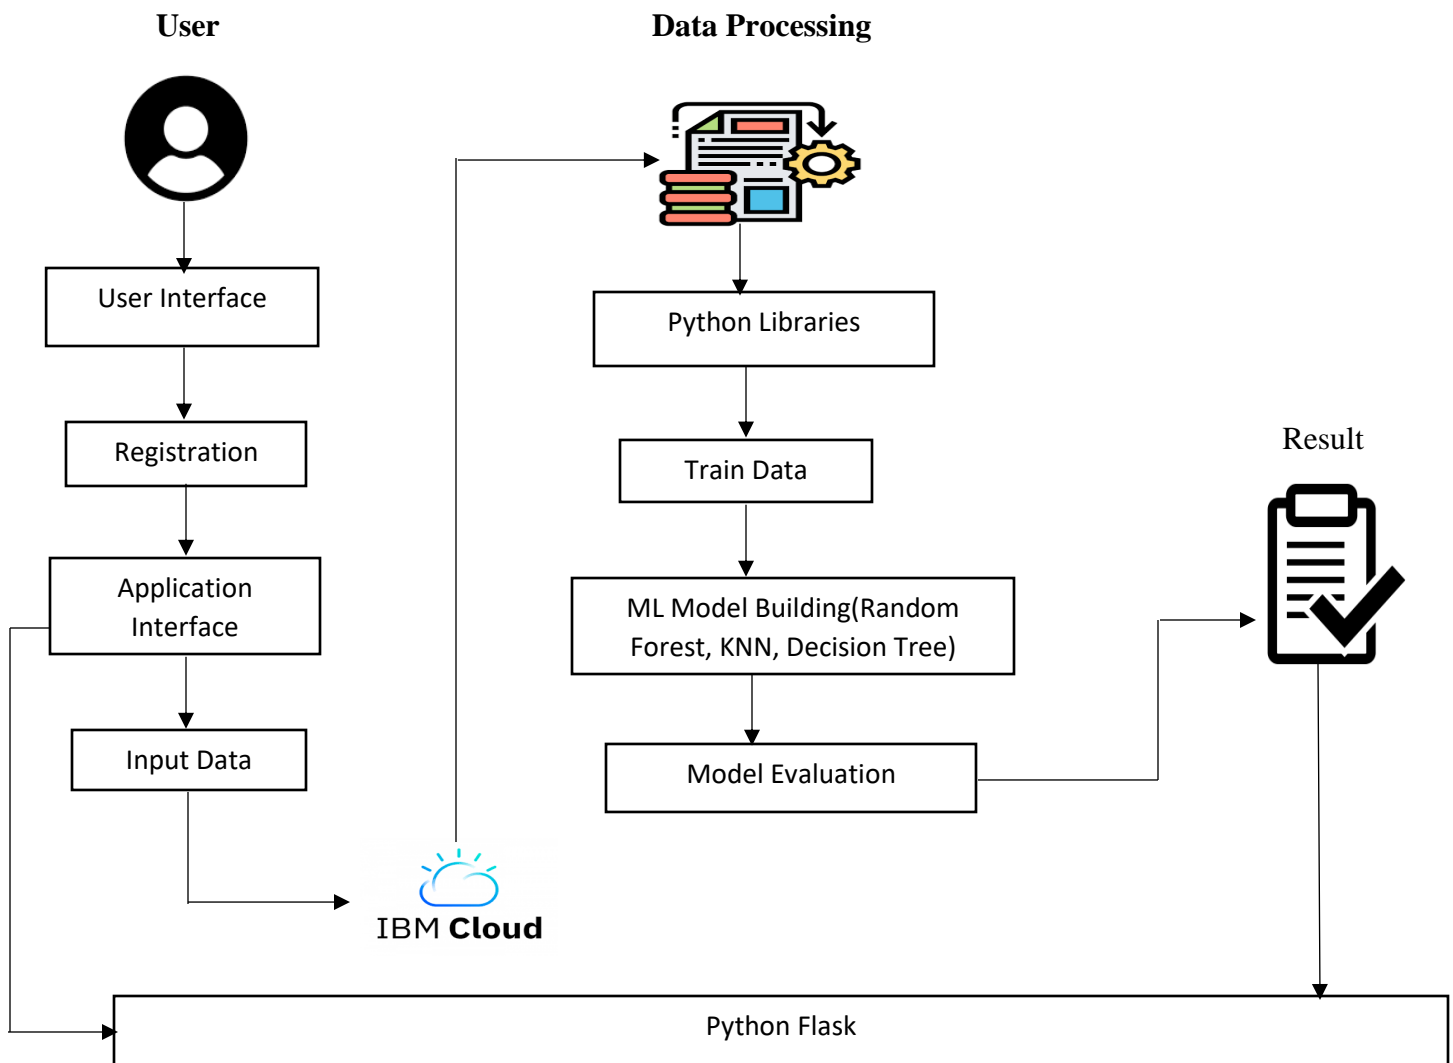 User
User Interface
Registration
Application
Interface
Input Data
IBM Cloud
Data Processing
Python Libraries
Train Data
ML Model Building(Random
Forest, KNN, Decision Tree)
Model Evaluation
Result
Python Flask